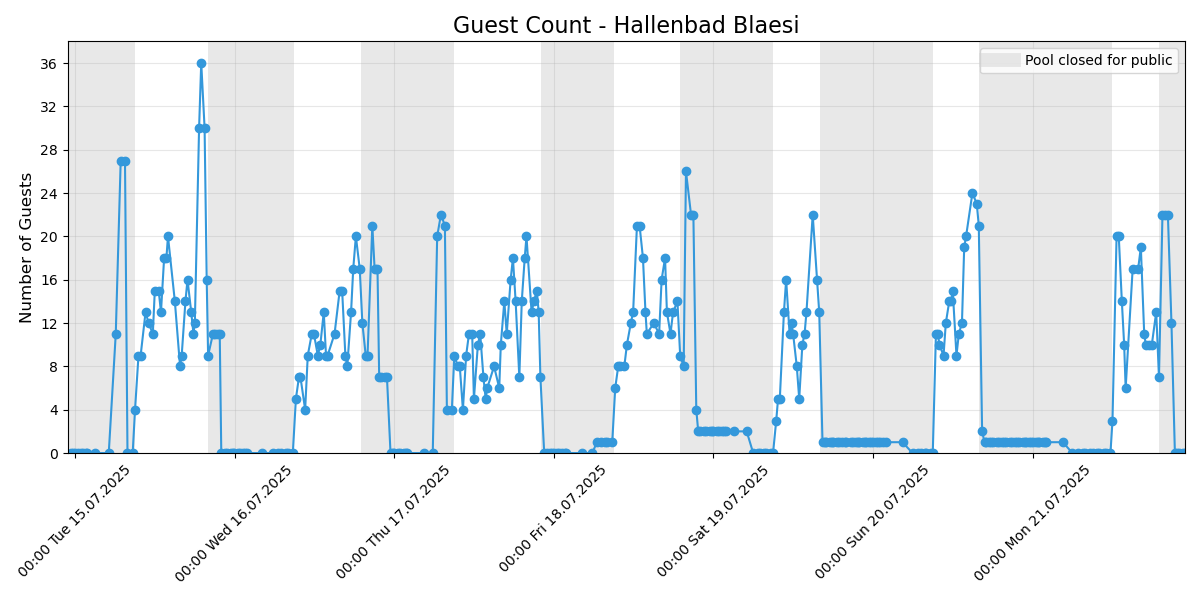 Guest Count - Hallenbad Blaesi
Pool closed for public
Number of Guests
36
32
28
24
20
16
12
8
4
0
00:00 Tue 15.07.2025
00:00 Wed 16.07.2025
00:00 Thu 17.07.2025
00:00 Fri 18.07.2025
00:00 Sat 19.07.2025
00:00 Sun 20.07.2025
00:00 Mon 21.07.2025